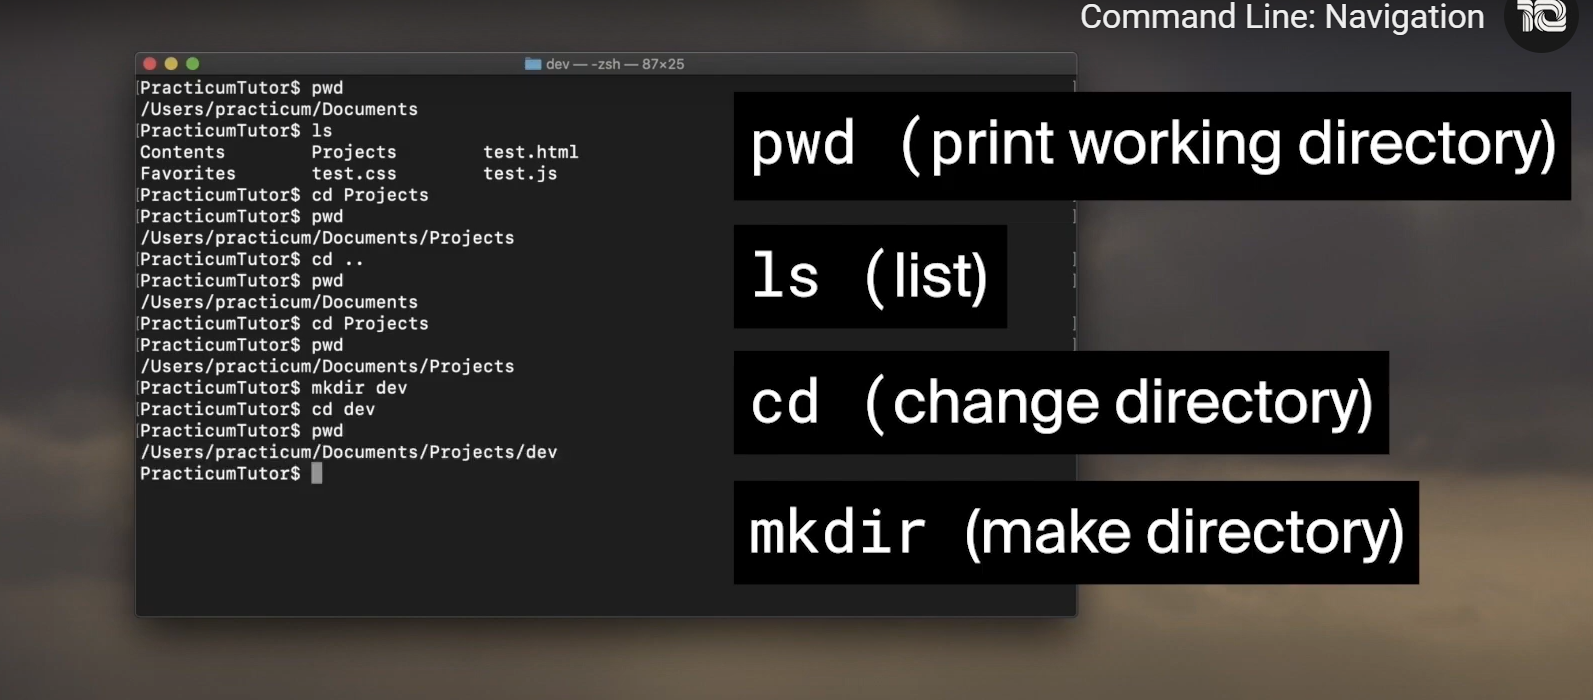 Command Line: Navigation
dev — -zsh — 87×25
[PracticumTutor$ pwd ]
/Users/practicum/Documents
[PracticumTutor$ ls
Contents Projects test.html
Favorites test.css test.js
[PracticumTutor$ cd Projects
[PracticumTutor$ pwd ]
/Users/practicum/Documents/Projects
[PracticumTutor$ cd .. ]
[PracticumTutor$ pwd ]
/Users/practicum/Documents
[PracticumTutor$ cd Projects ]
[PracticumTutor$ pwd ]
/Users/practicum/Documents/Projects
[PracticumTutor$ mkdir dev
[PracticumTutor$ cd dev
[PracticumTutor$ pwd
/Users/practicum/Documents/Projects/dev
PracticumTutor$
pwd (print working directory)
ls (list)
cd (change directory)
mkdir (make directory)